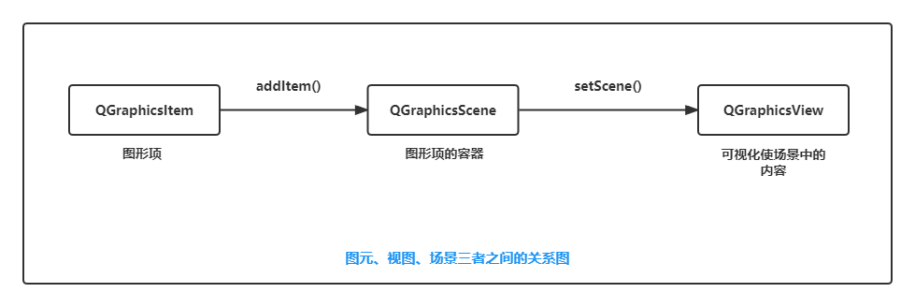 addItem()
setScene()
QGraphicsItem
QGraphicsScene
QGraphicsView
图形项
图形项的容器
可视化使场景中的
内容
图元、视图、场景三者之间的关系图